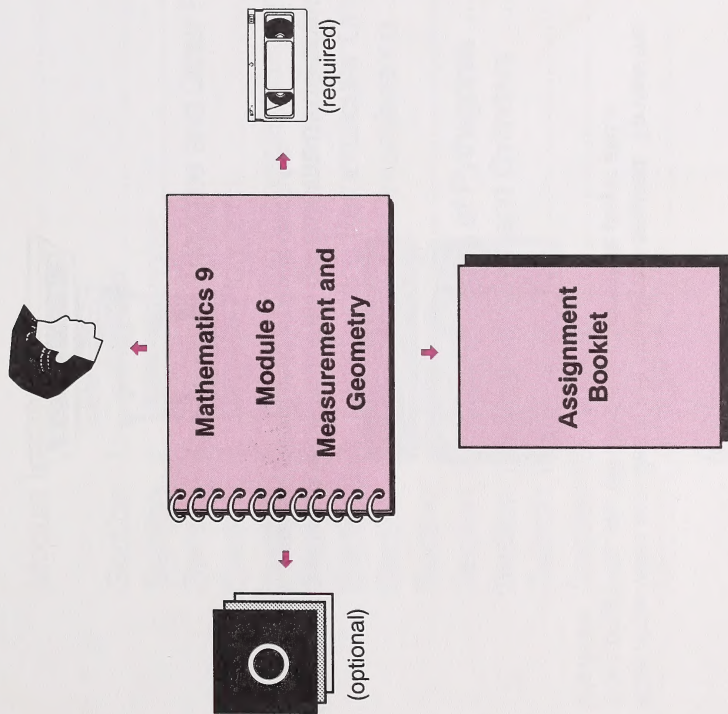 (required)
Mathematics 9
Module 6
Measurement and
Geometry
Assignment
Booklet
(optional)